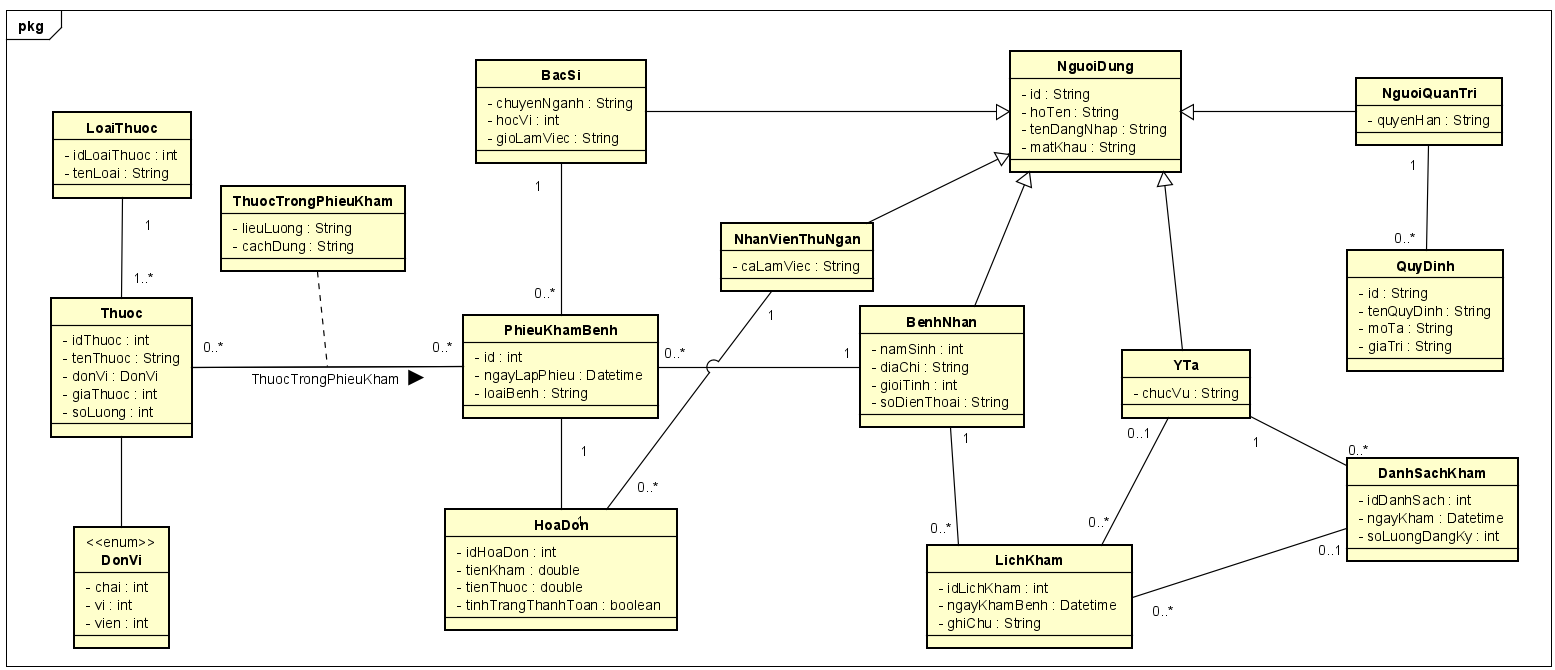 pkg
BacSi
- chuyenNganh : String
- hocVi : int
- gioLamViec : String
1
0..*
NguoiDung
- id : String
- hoTen : String
- tenDangNhap : String
- matKhau : String
NguoiQuanTri
- quyenHan : String
1
0..*
LoaiThuoc
- idLoaiThuoc : int
- tenLoai : String
1
1..*
ThuocTrongPhieuKham
- lieuLuong : String
- cachDung : String
NhanVienThuNgan
- caLamViec : String
1
0..*
QuyDinh
- id : String
- tenQuyDinh : String
- moTa : String
- giaTri : String
Thuoc
- idThuoc : int
- tenThuoc : String
- donVi : DonVi
- giaThuoc : int
- soLuong : int
0..*
0..*
ThuocTrongPhieuKham
PhieuKhamBenh
- id : int
- ngayLapPhieu : Datetime
- loaiBenh : String
0..*
1
1
1
BenhNhan
- namSinh : int
- diaChi : String
- gioiTinh : int
- soDienThoai : String
1
0..*
YTa
- chucVu : String
0..1
0..*
1
0..*
DanhSachKham
- idDanhSach : int
- ngayKham : Datetime
- soLuongDangKy : int
0..1
0..*
<<enum>>
DonVi
- chai : int
- vi : int
- vien : int
HoaDon
- idHoaDon : int
- tienKham : double
- tienThuoc : double
- tinhTrangThanhToan : boolean
LichKham
- idLichKham : int
- ngayKhamBenh : Datetime
- ghiChu : String